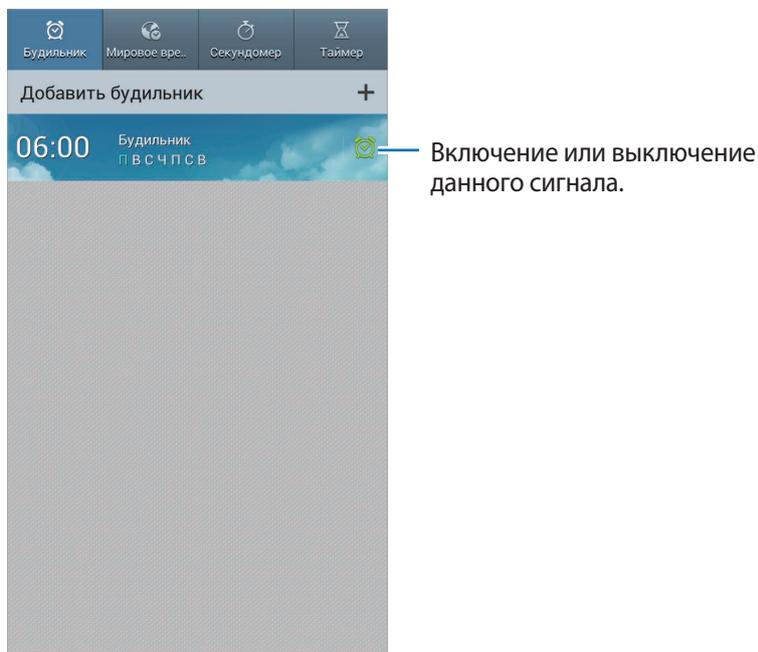 Будильник Мировое вре.. Секундомер Таймер
Добавить будильник +
06:00 Будильник
П В С Ч П С В
Включение или выключение
данного сигнала.